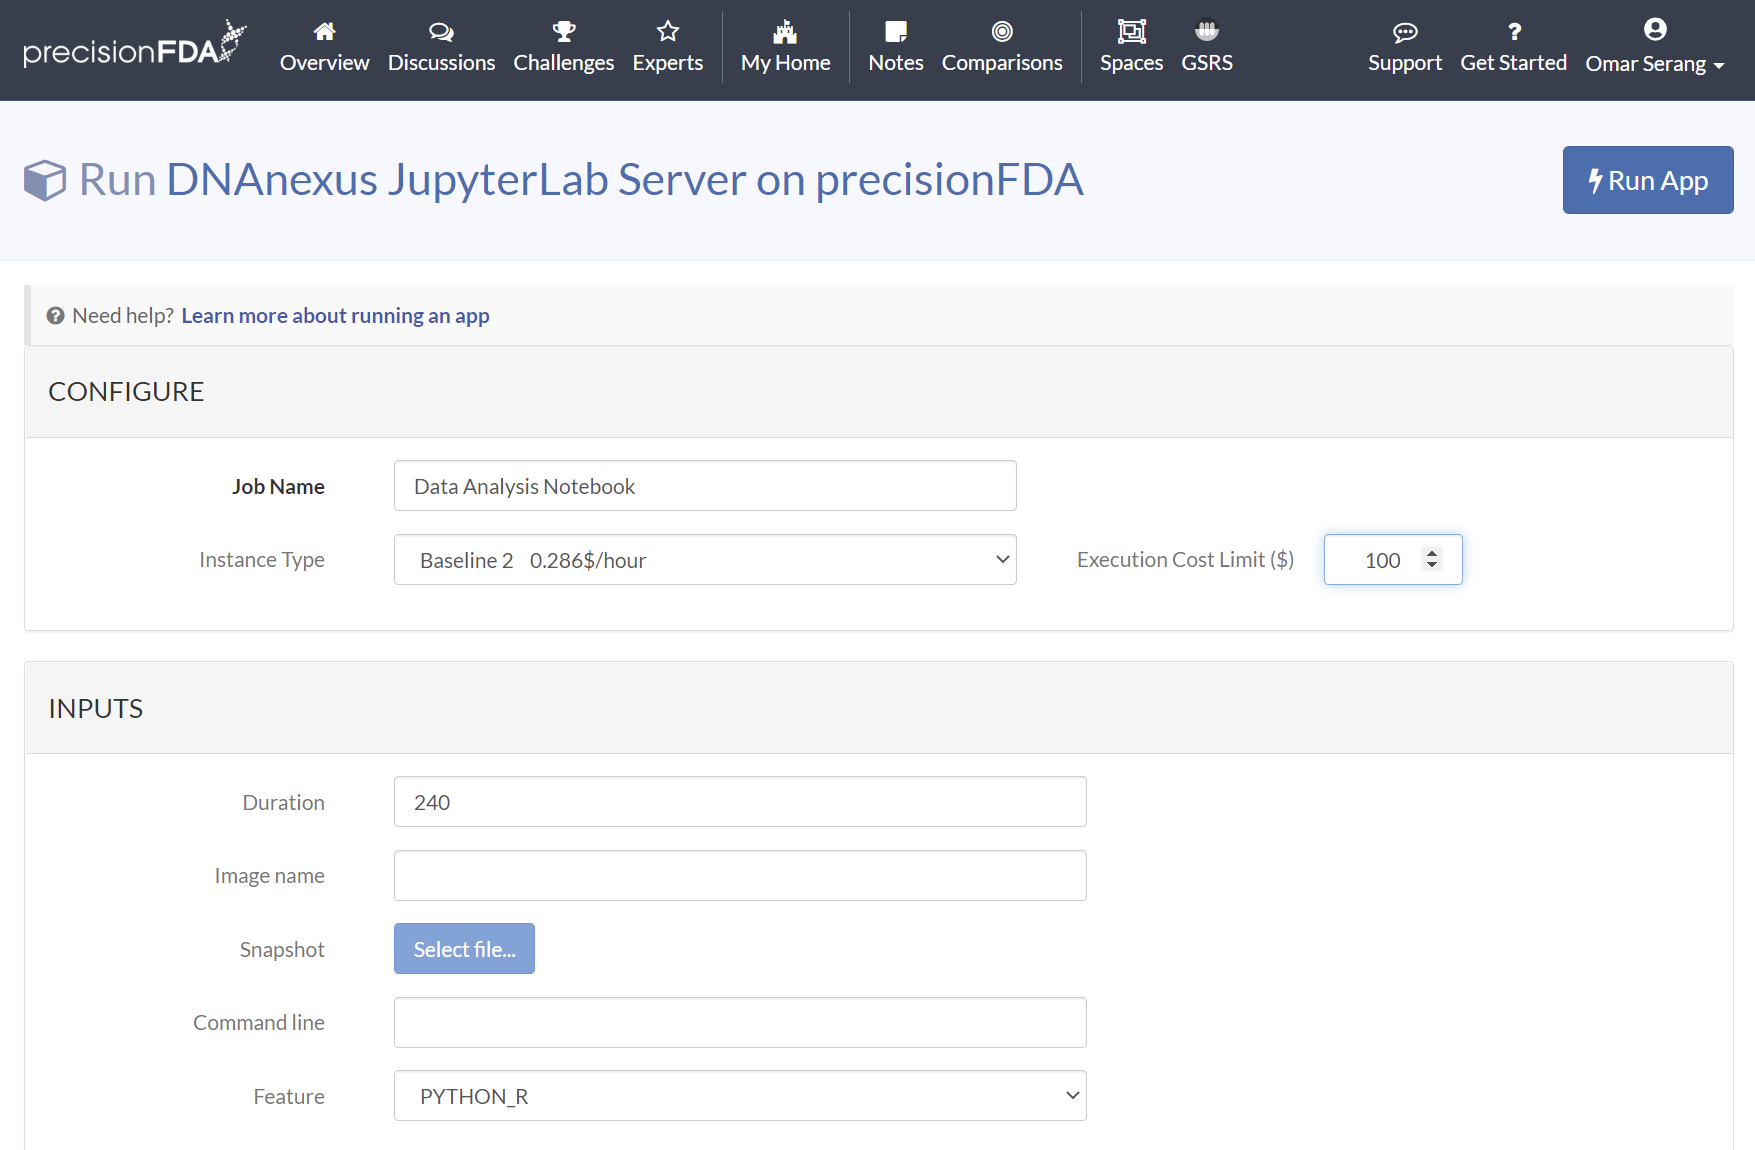 precisionFDA
Overview Discussions Challenges Experts My Home Notes Comparisons Spaces GSRS Support ? Get Started Omar Serang
Run DNAnexus JupyterLab Server on precisionFDA
Run App
? Need help? Learn more about running an app
CONFIGURE
Job Name Data Analysis Notebook
Instance Type Baseline 2 0.286$/hour Execution Cost Limit ($) 100
INPUTS
Duration 240
Image name
Snapshot Select file...
Command line
Feature PYTHON_R